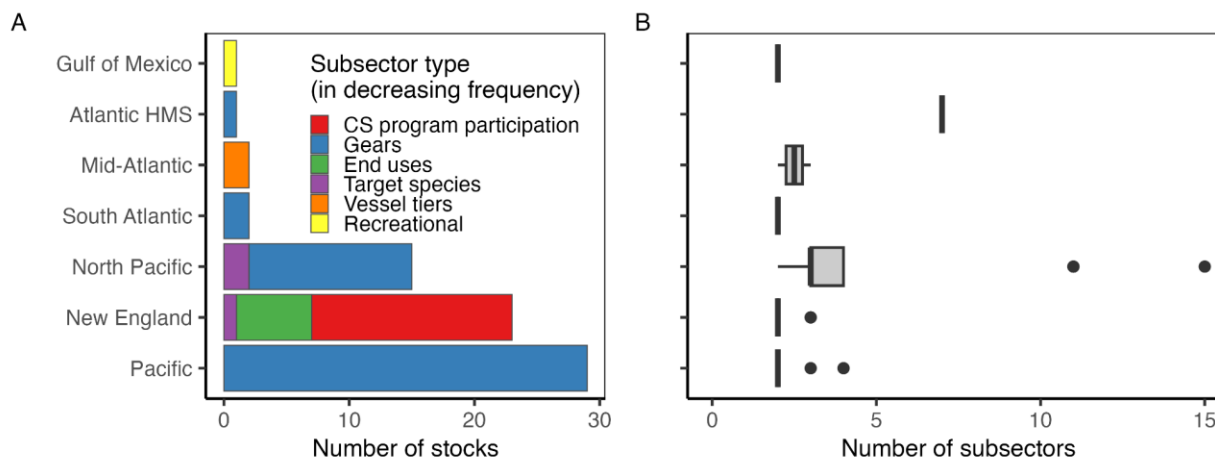 A
B
Gulf of Mexico
Atlantic HMS
Mid-Atlantic
South Atlantic
North Pacific
New England
Pacific
Subsector type
(in decreasing frequency)
CS program participation
Gears
End uses
Target species
Vessel tiers
Recreational
0 10 20 30
Number of stocks
0 5 10 15
Number of subsectors